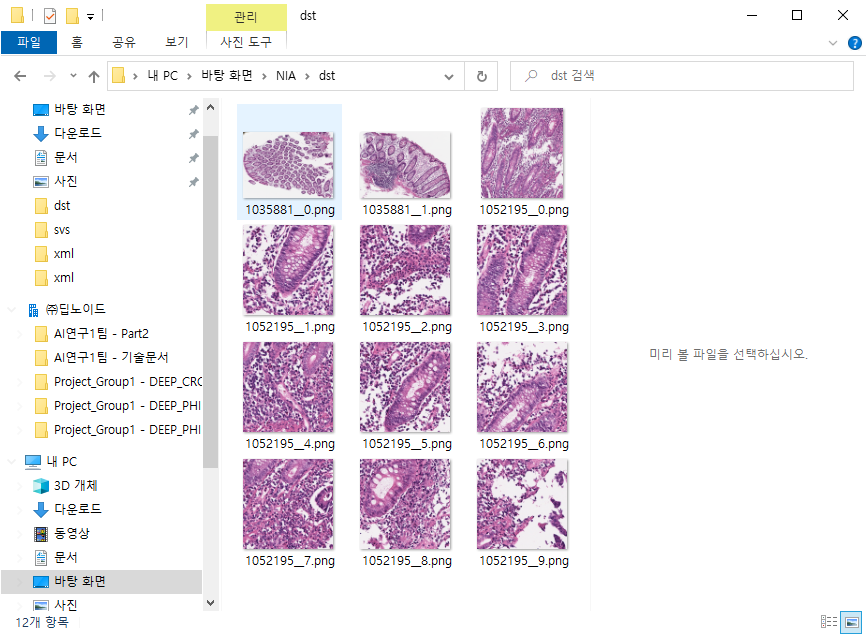 관리
dst
파일
홈
공유
보기
사진 도구
내 PC
바탕 화면
NIA
dst
dst 검색
바탕 화면
다운로드
문서
사진
dst
svs
xml
xml
㈜딥노이드
AI연구1팀 - Part2
AI연구1팀 - 기술문서
Project_Group1 - DEEP_CRO
Project_Group1 - DEEP_PHI
Project_Group1 - DEEP_PHI
내 PC
3D 개체
다운로드
동영상
문서
바탕 화면
사진
1035881__0.png 1035881__1.png 1052195__0.png
1052195__1.png 1052195__2.png 1052195__3.png
1052195__4.png 1052195__5.png 1052195__6.png
1052195__7.png 1052195__8.png 1052195__9.png
미리 볼 파일을 선택하십시오.
12개 항목